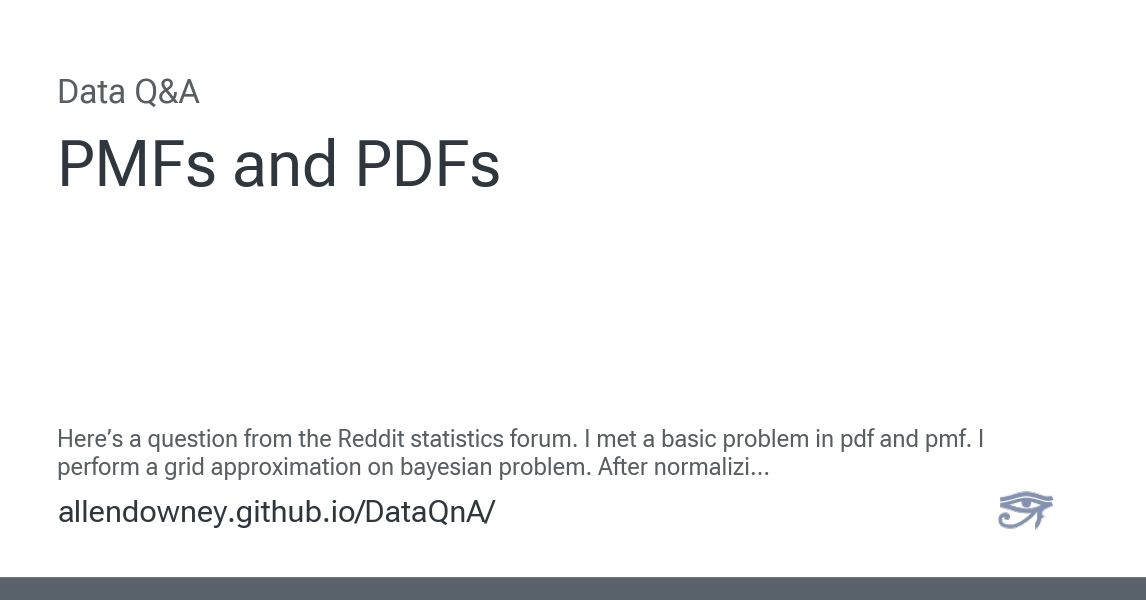 Data Q&A
PMFs and PDFs
Here’s a question from the Reddit statistics forum. I met a basic problem in pdf and pmf. I
perform a grid approximation on bayesian problem. After normalizi...
allendowney.github.io/DataQnA/